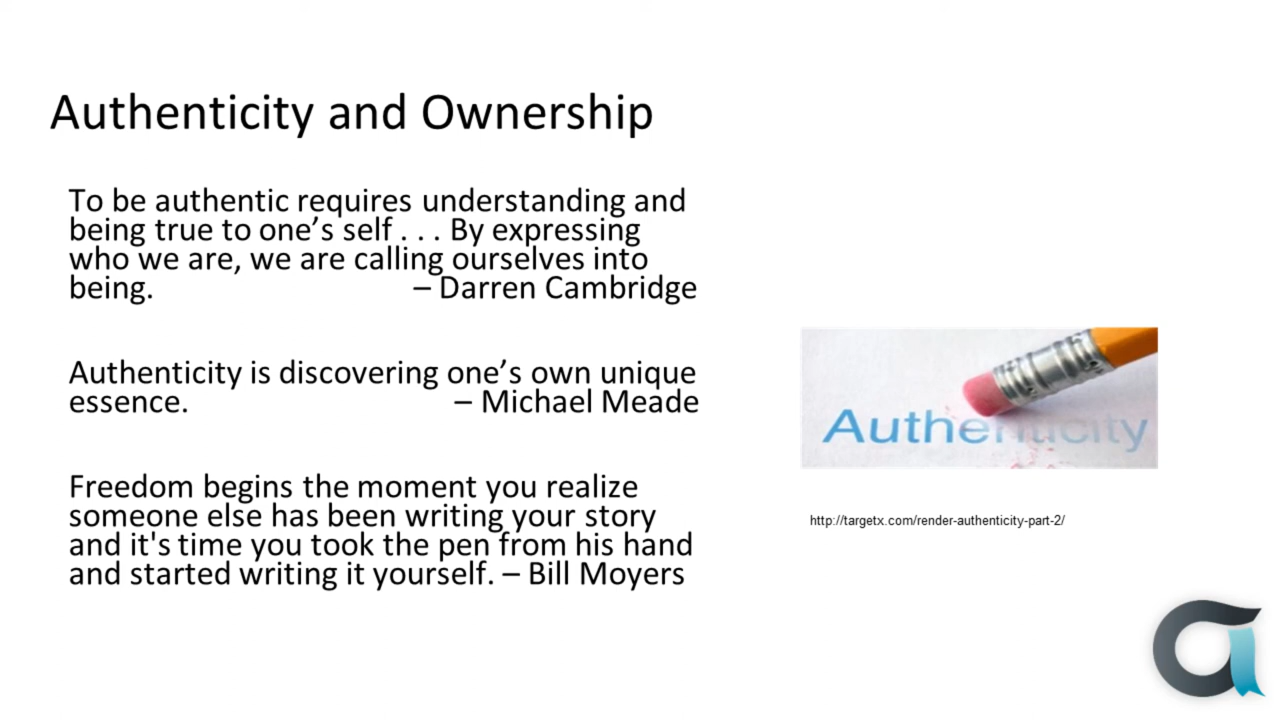 Authenticity and Ownership
To be authentic requires understanding and
being true to one’s self . . . By expressing
who we are, we are calling ourselves into
being. – Darren Cambridge
Authenticity is discovering one’s own unique
essence. – Michael Meade
Freedom begins the moment you realize
someone else has been writing your story
and it's time you took the pen from his hand
and started writing it yourself. – Bill Moyers
Authenticity
http://targetx.com/render-authenticity-part-2/